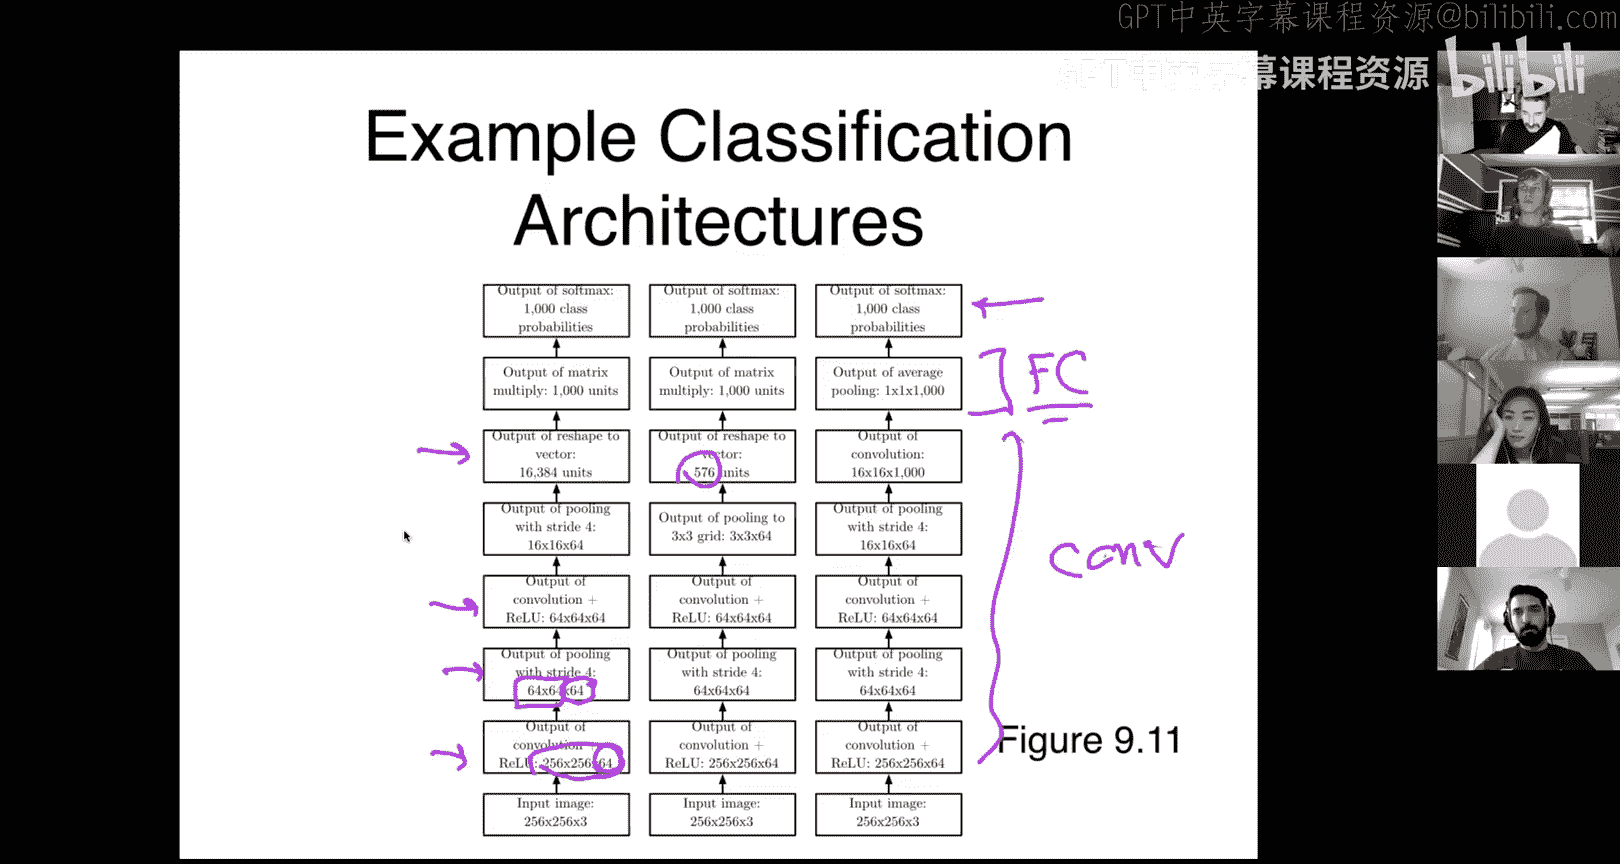 GPT中英字幕课程资源@bilibili.com
GPT中英字幕课程资源 bilibili
Example Classification
Architectures
Output of softmax:
1,000 class
probabilities
Output of softmax:
1,000 class
probabilities
Output of softmax:
1,000 class
probabilities
Output of matrix
multiply: 1,000 units
Output of matrix
multiply: 1,000 units
Output of average
pooling: 1x1x1,000
FC
Output of reshape to
vector:
16,384 units
Output of reshape to
vector:
576 units
Output of
convolution:
16x16x1,000
Output of pooling
with stride 4:
16x16x64
Output of pooling to
3x3 grid: 3x3x64
Output of pooling
with stride 4:
16x16x64
conv
Output of
convolution +
ReLU: 64x64x64
Output of
convolution +
ReLU: 64x64x64
Output of
convolution +
ReLU: 64x64x64
Output of pooling
with stride 4:
64x64x64
Output of pooling
with stride 4:
64x64x64
Output of pooling
with stride 4:
64x64x64
Output of
convolution +
ReLU: 256x256x64
Output of
convolution +
ReLU: 256x256x64
Output of
convolution +
ReLU: 256x256x64
Figure 9.11
Input image:
256x256x3
Input image:
256x256x3
Input image:
256x256x3